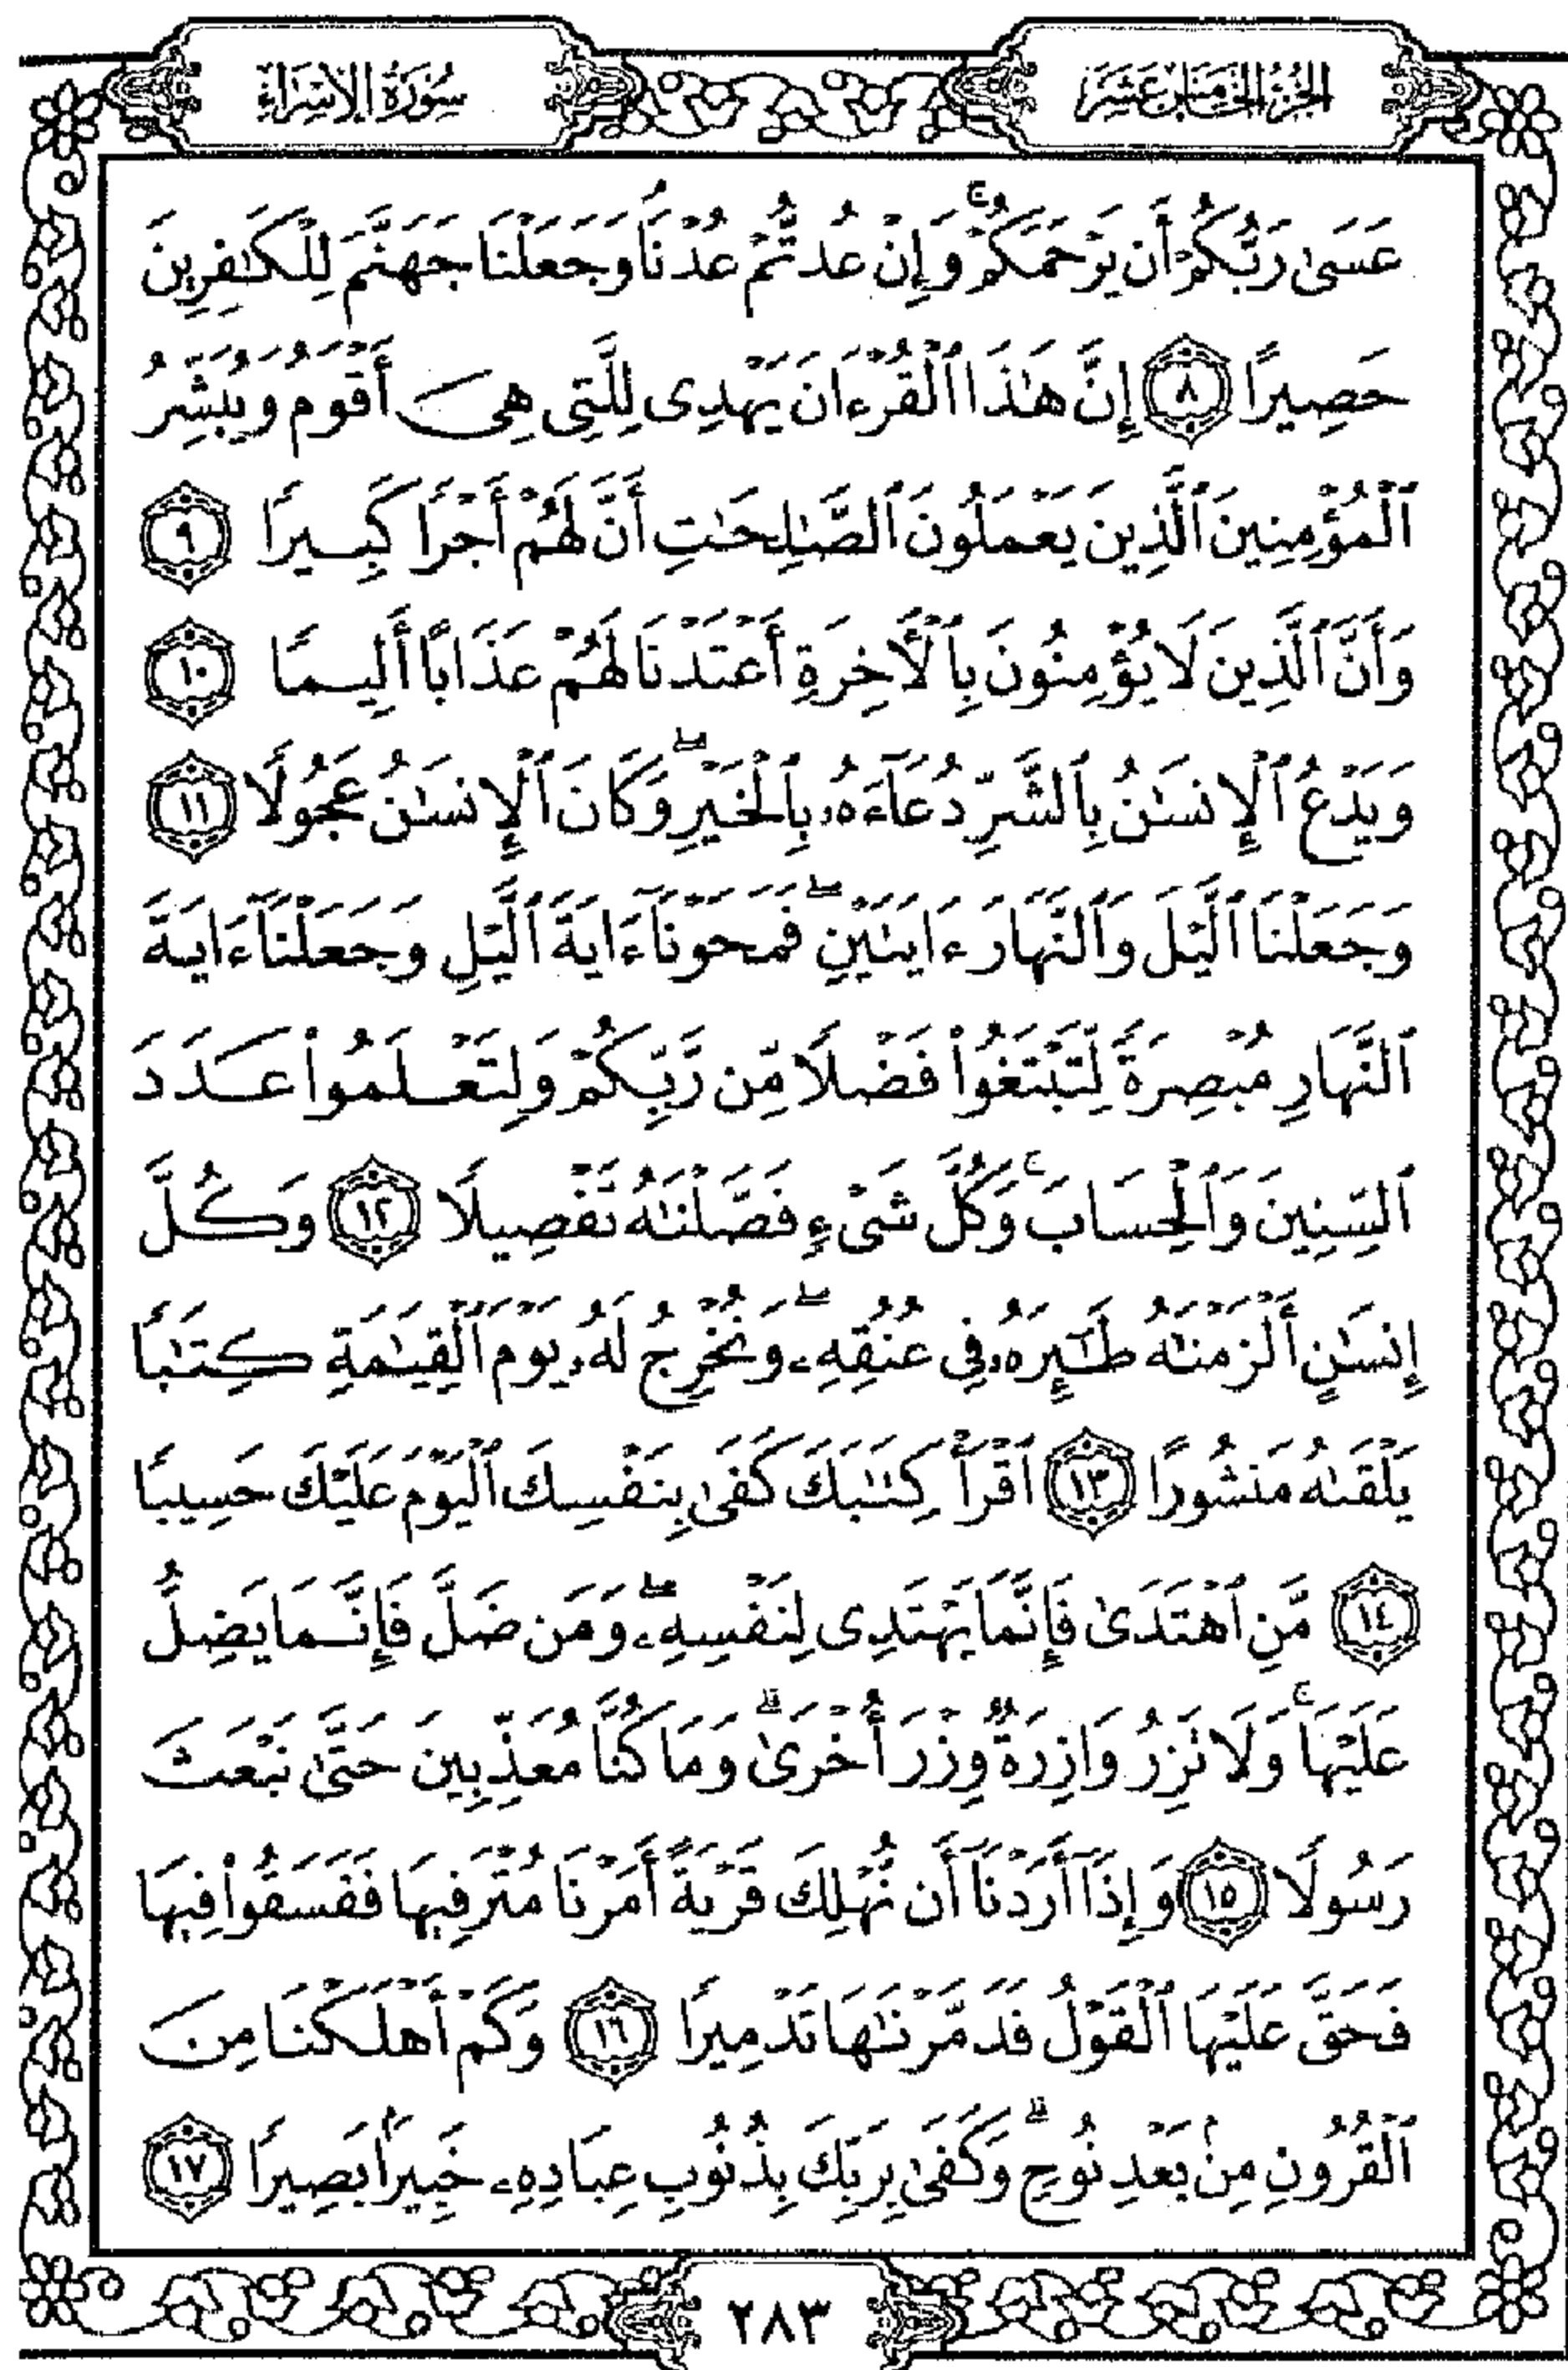 الجزء الخامس عشر
سورة الإسراء
عَسَىٰ رَبُّكُمْ أَن يَرْحَمَكُمْ ۚ وَإِنْ عُدتُّمْ عُدْنَا ۘ وَجَعَلْنَا جَهَنَّمَ لِلْكَـٰفِرِينَ
حَصِيرًا ٨ إِنَّ هَـٰذَا ٱلْقُرْءَانَ يَهْدِى لِلَّتِى هِىَ أَقْوَمُ وَيُبَشِّرُ
ٱلْمُؤْمِنِينَ ٱلَّذِينَ يَعْمَلُونَ ٱلصَّـٰلِحَـٰتِ أَنَّ لَهُمْ أَجْرًا كَبِيرًا ٩
وَأَنَّ ٱلَّذِينَ لَا يُؤْمِنُونَ بِٱلْأَخِرَةِ أَعْتَدْنَا لَهُمْ عَذَابًا أَلِيمًا ١٠
وَيَدْعُ ٱلْإِنسَـٰنُ بِٱلشَّرِّ دُعَآءَهُۥ بِٱلْخَيْرِ ۖ وَكَانَ ٱلْإِنسَـٰنُ عَجُولًا ١١
وَجَعَلْنَا ٱلَّيْلَ وَٱلنَّهَارَ ءَايَتَيْنِ ۖ فَمَحَوْنَآ ءَايَةَ ٱلَّيْلِ وَجَعَلْنَآ ءَايَةَ
ٱلنَّهَارِ مُبْصِرَةً لِّتَبْتَغُوا۟ فَضْلًا مِّن رَّبِّكُمْ وَلِتَعْلَمُوا۟ عَدَدَ
ٱلسِّنِينَ وَٱلْحِسَابَ ۚ وَكُلَّ شَىْءٍ فَصَّلْنَـٰهُ تَفْصِيلًا ١٢ وَكُلَّ
إِنسَـٰنٍ أَلْزَمْنَـٰهُ طَـٰٓئِرَهُۥ فِى عُنُقِهِۦ ۖ وَنُخْرِجُ لَهُۥ يَوْمَ ٱلْقِيَـٰمَةِ كِتَـٰبًا
يَلْقَىٰهُ مَنشُورًا ١٣ ٱقْرَأْ كِتَـٰبَكَ كَفَىٰ بِنَفْسِكَ ٱلْيَوْمَ عَلَيْكَ حَسِيبًا
١٤ مَّنِ ٱهْتَدَىٰ فَإِنَّمَا يَهْتَدِى لِنَفْسِهِۦ ۖ وَمَن ضَلَّ فَإِنَّمَا يَضِلُّ
عَلَيْهَا ۚ وَلَا تَزِرُ وَازِرَةٌ وِزْرَ أُخْرَىٰ ۗ وَمَا كُنَّا مُعَذِّبِينَ حَتَّىٰ نَبْعَثَ
رَسُولًا ١٥ وَإِذَآ أَرَدْنَآ أَن نُّهْلِكَ قَرْيَةً أَمَرْنَا مُتْرَفِيهَا فَفَسَقُوا۟ فِيهَا
فَحَقَّ عَلَيْهَا ٱلْقَوْلُ فَدَمَّرْنَـٰهَا تَدْمِيرًا ١٦ وَكَمْ أَهْلَكْنَا مِنَ
ٱلْقُرُونِ مِنۢ بَعْدِ نُوحٍ ۗ وَكَفَىٰ بِرَبِّكَ بِذُنُوبِ عِبَادِهِۦ خَبِيرًۢا بَصِيرًا ١٧
٢٨٣